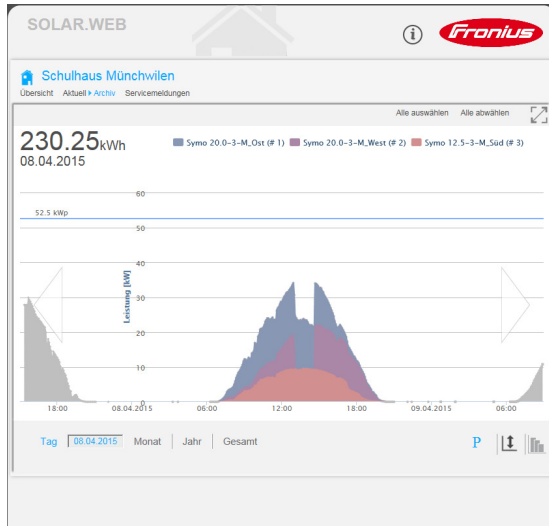 SOLAR.WEB
i
Fronius
Schulhaus Münchwilen
Übersicht Aktuell Archiv Servicemeldungen
Alle auswählen Alle abwählen
230.25kWh
08.04.2015
Symo 20.0-3-M_Ost (# 1) Symo 20.0-3-M_West (# 2) Symo 12.5-3-M_Süd (# 3)
60
52.5 kWp
50
40
30
20
10
0
Leistung [kW]
18:00 08.04.2015 06:00 12:00 18:00 09.04.2015 06:00
Tag 08.04.2015 Monat Jahr Gesamt
P